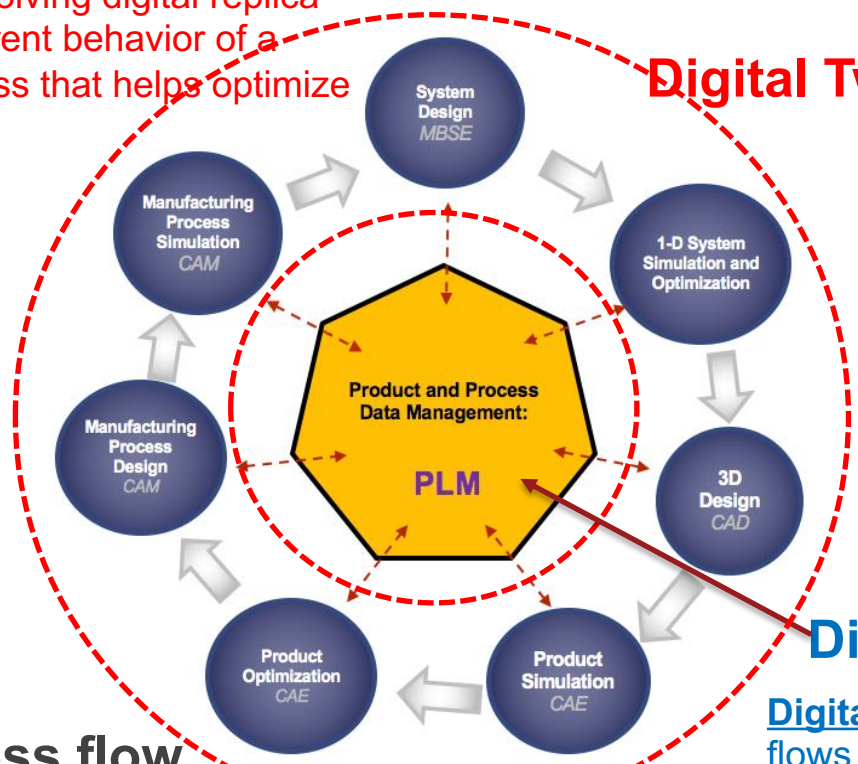 olving digital replica
ent behavior of a
ss that helps optimize
Digital Tw
System
Design
MBSE
1-D System
Simulation and
Optimization
3D
Design
CAD
Product
Simulation
CAE
Product
Optimization
CAE
Manufacturing
Process
Design
CAM
Manufacturing
Process
Simulation
CAM
Product and Process
Data Management:
PLM
Di
Digita
flows
ss flow